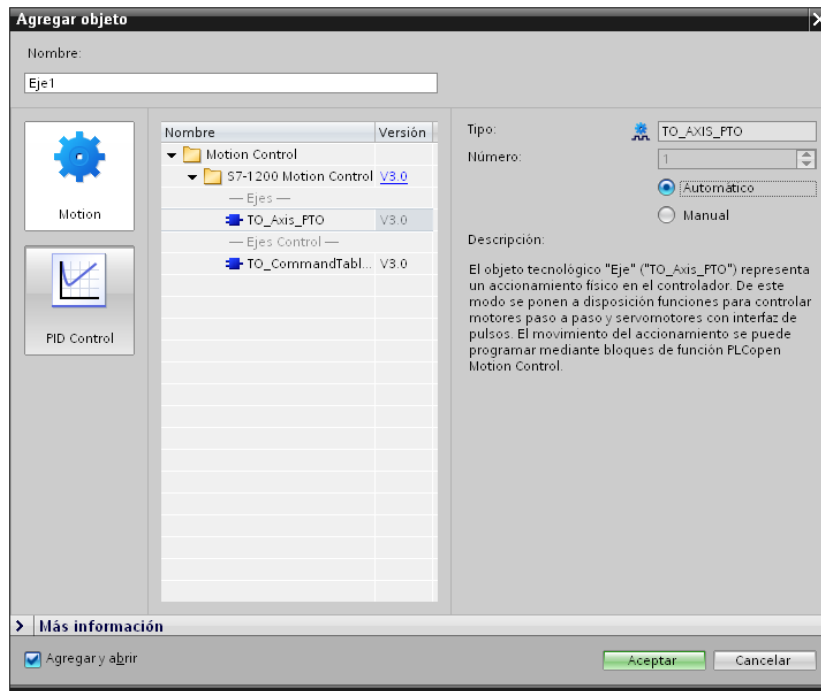 Agregar objeto
Nombre:
Eje1
Motion
PID Control
Nombre Versión
Motion Control
S7-1200 Motion Control V3.0
— Ejes —
TO_Axis_PTO V3.0
— Ejes Control —
TO_CommandTabl... V3.0
Tipo: TO_AXIS_PTO
Número: 1
Automático
Manual
Descripción:
El objeto tecnológico "Eje" ("TO_Axis_PTO") representa
un accionamiento físico en el controlador. De este
modo se ponen a disposición funciones para controlar
motores paso a paso y servomotores con interfaz de
pulsos. El movimiento del accionamiento se puede
programar mediante bloques de función PLCopen
Motion Control.
Más información
Agregar y abrir
Aceptar
Cancelar